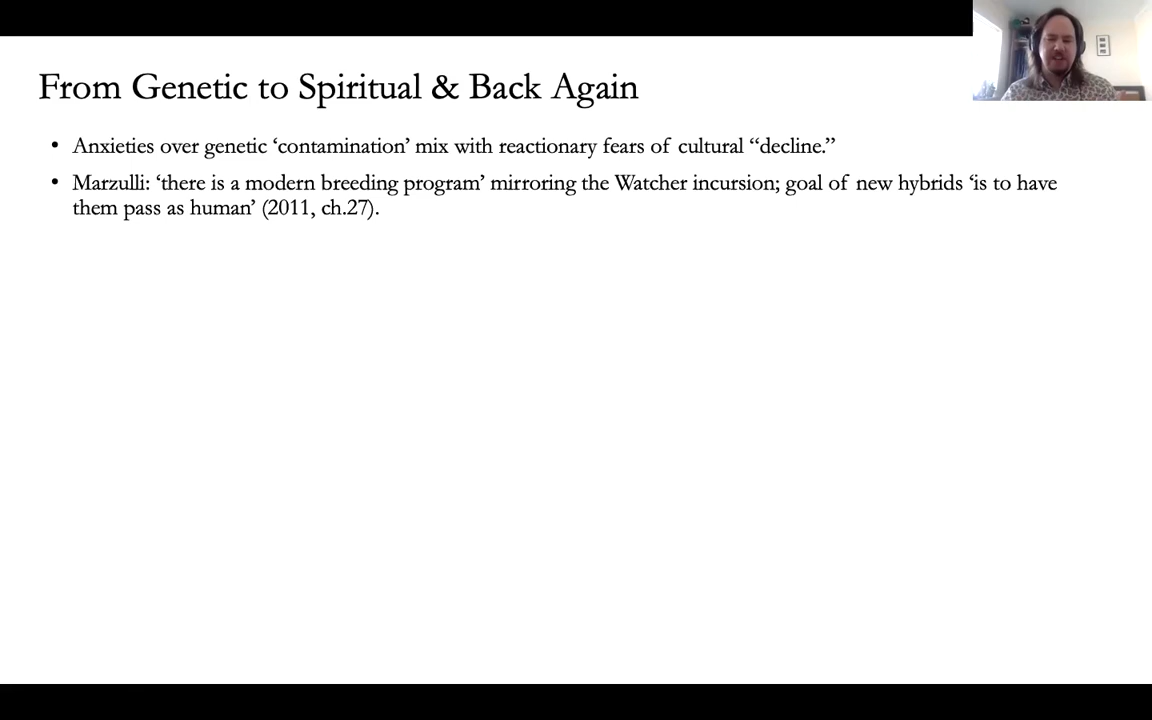 From Genetic to Spiritual & Back Again
• Anxieties over genetic ‘contamination’ mix with reactionary fears of cultural “decline.”
• Marzulli: ‘there is a modern breeding program’ mirroring the Watcher incursion; goal of new hybrids ‘is to have
them pass as human’ (2011, ch.27).